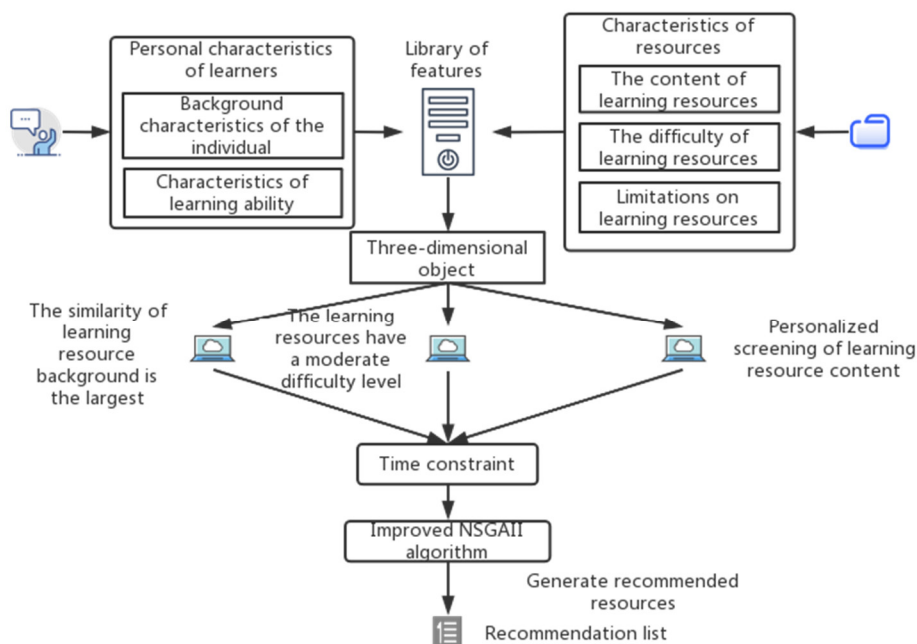 Personal characteristics
of learners
Background
characteristics of the
individual
Characteristics of
learning ability
Library of
features
Characteristics of
resources
The content of
learning resources
The difficulty of
learning resources
Limitations on
learning resources
Three-dimensional
object
The similarity of
learning
resource
background is
the largest
The learning
resources have
a moderate
difficulty level
Personalized
screening of learning
resource content
Time constraint
Improved NSGAII
algorithm
Generate recommended
resources
Recommendation list